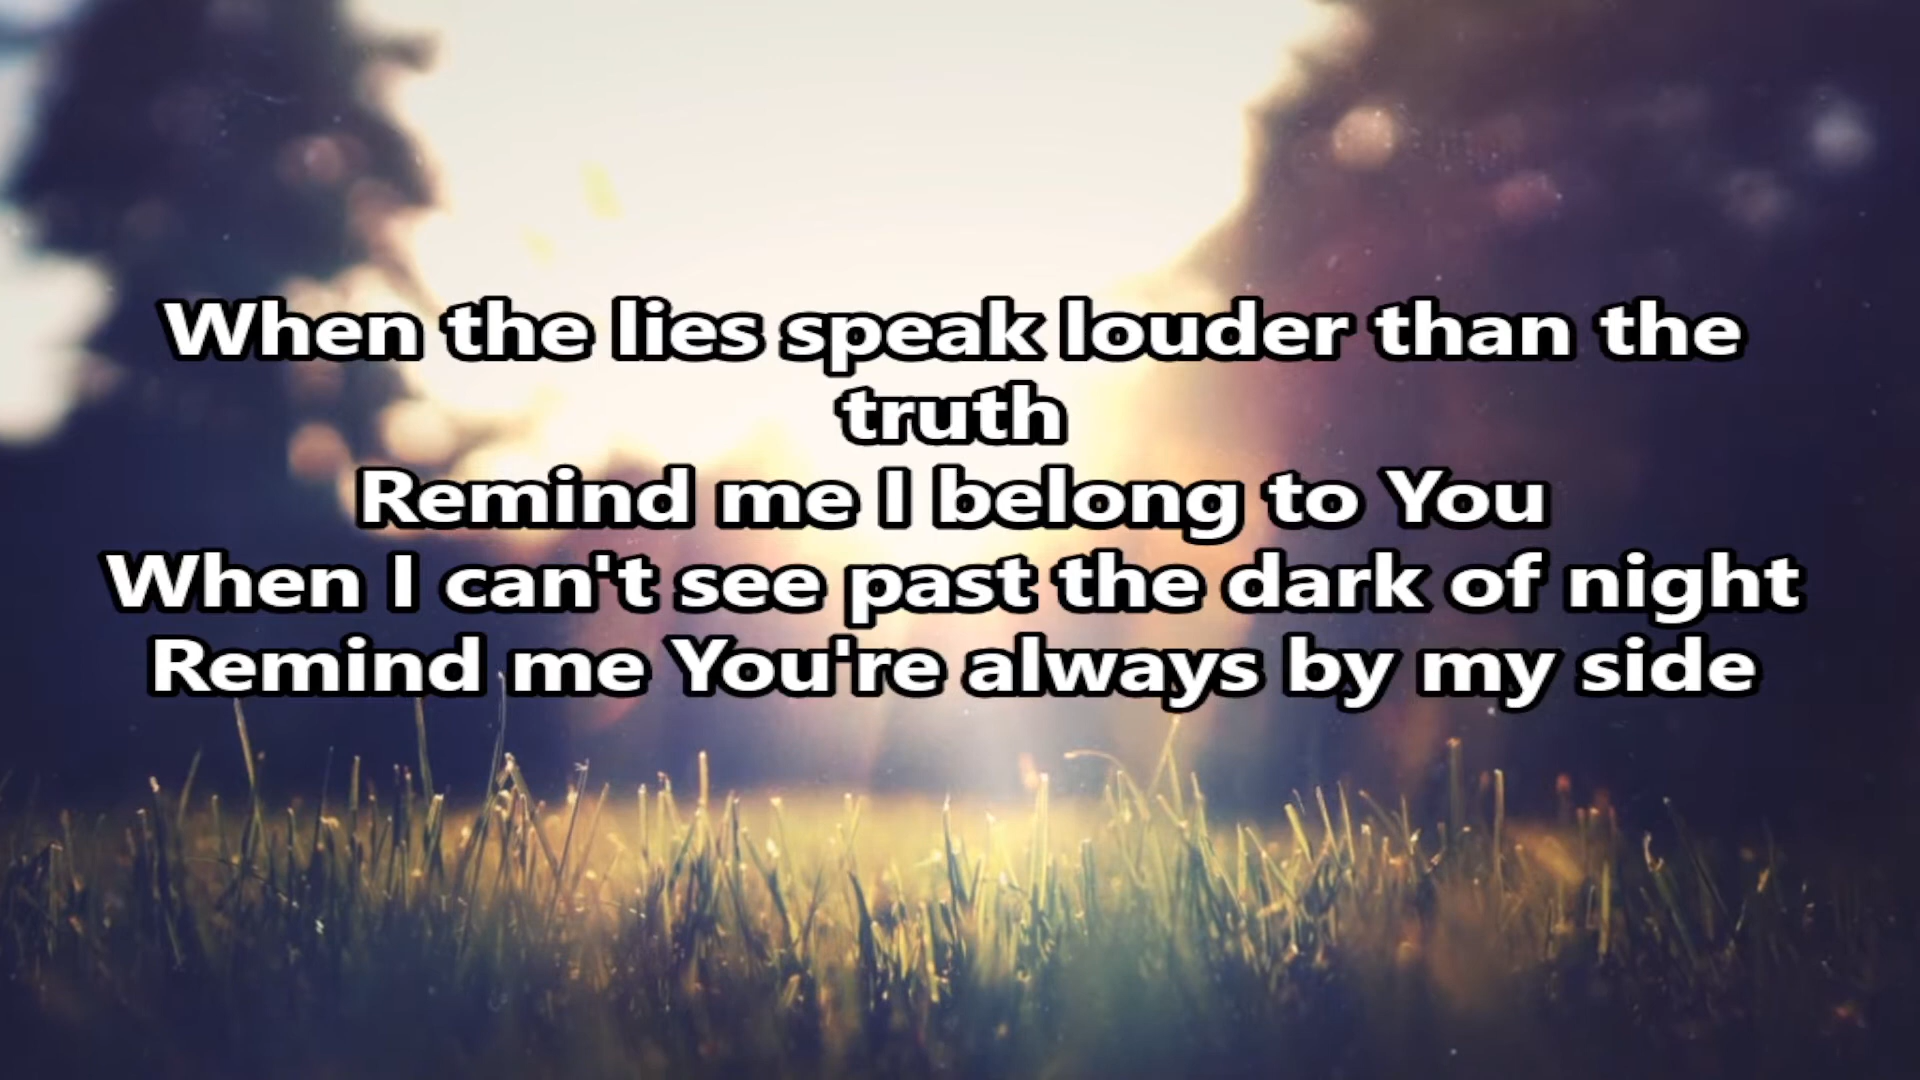 When the lies speak louder than the
truth
Remind me I belong to You
When I can't see past the dark of night
Remind me You're always by my side